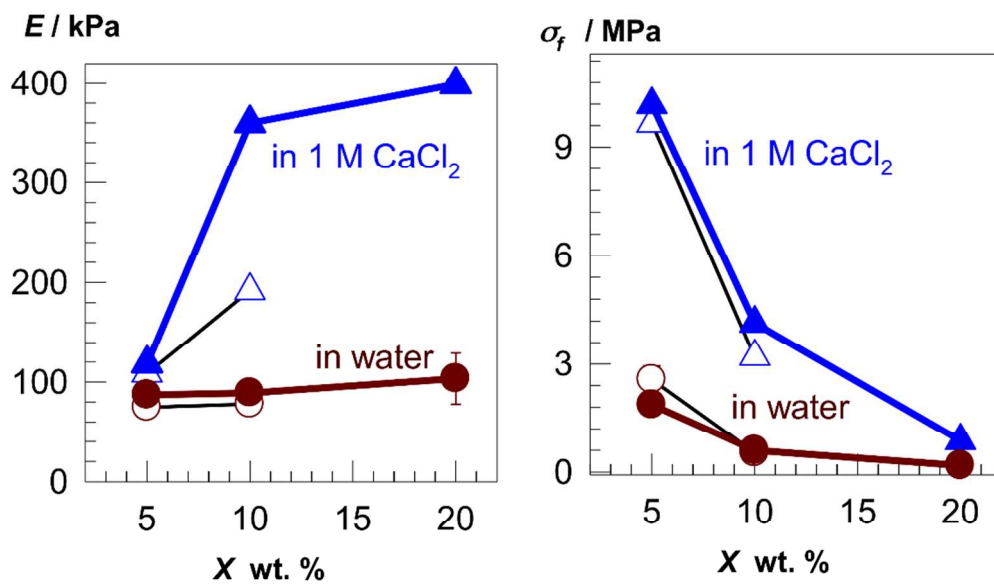 E / kPa
400
300
200
100
0
in 1 M CaCl₂
in water
5 10 15 20
X wt. %
σf / MPa
9
6
3
0
in 1 M CaCl₂
in water
5 10 15 20
X wt. %